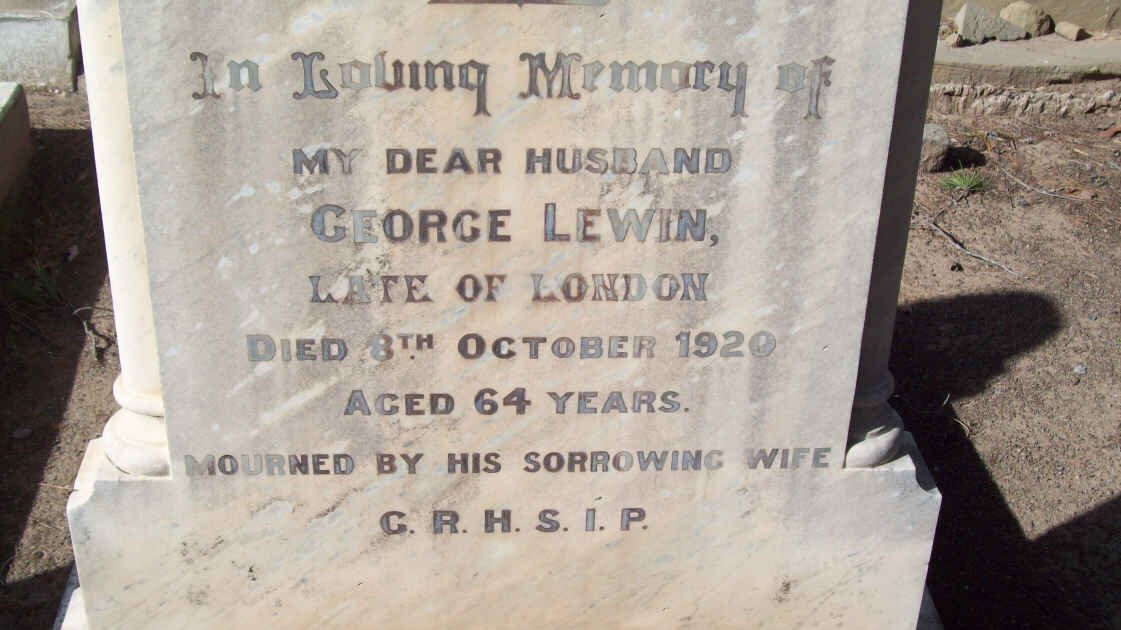 In Loving Memory of
MY DEAR HUSBAND
GEORGE LEWIN,
LATE OF LONDON
DIED 8TH OCTOBER 1920
AGED 64 YEARS.
MOURNED BY HIS SORROWING WIFE
G. R. H. S. I. P.